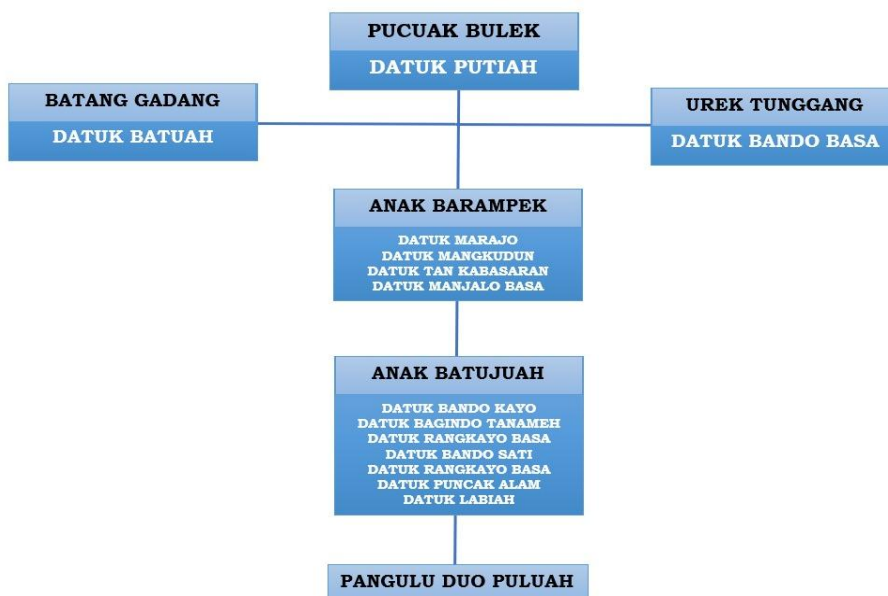 PUCUAK BULEK
DATUK PUTIAH
BATANG GADANG
DATUK BATUAH
UREK TUNGGANG
DATUK BANDO BASA
ANAK BARAMPEK
DATUK MARAJO
DATUK MANGKUDUN
DATUK TAN KABASARAN
DATUK MANJALO BASA
ANAK BATUJUAH
DATUK BANDO KAYO
DATUK BAGINDO TANAMEH
DATUK RANGKAYO BASA
DATUK BANDO SATI
DATUK RANGKAYO BASA
DATUK PUNCAK ALAM
DATUK LABIAH
PANGULU DUO PULUAH